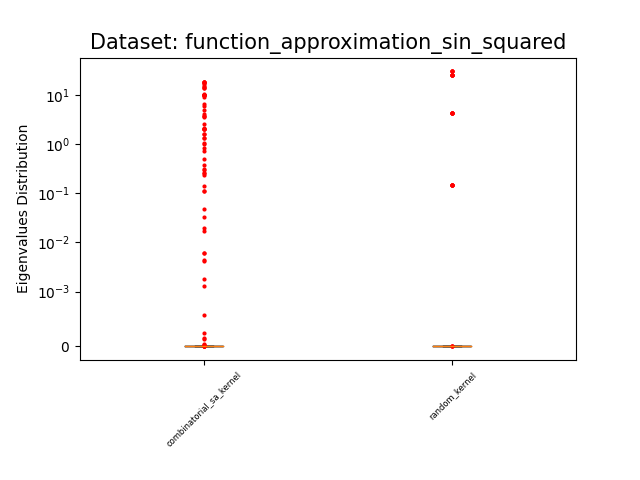 Dataset: function_approximation_sin_squared
Eigenvalues Distribution
10¹
10⁰
10⁻¹
10⁻²
10⁻³
0
combinatorial_sa_kernel
random_kernel